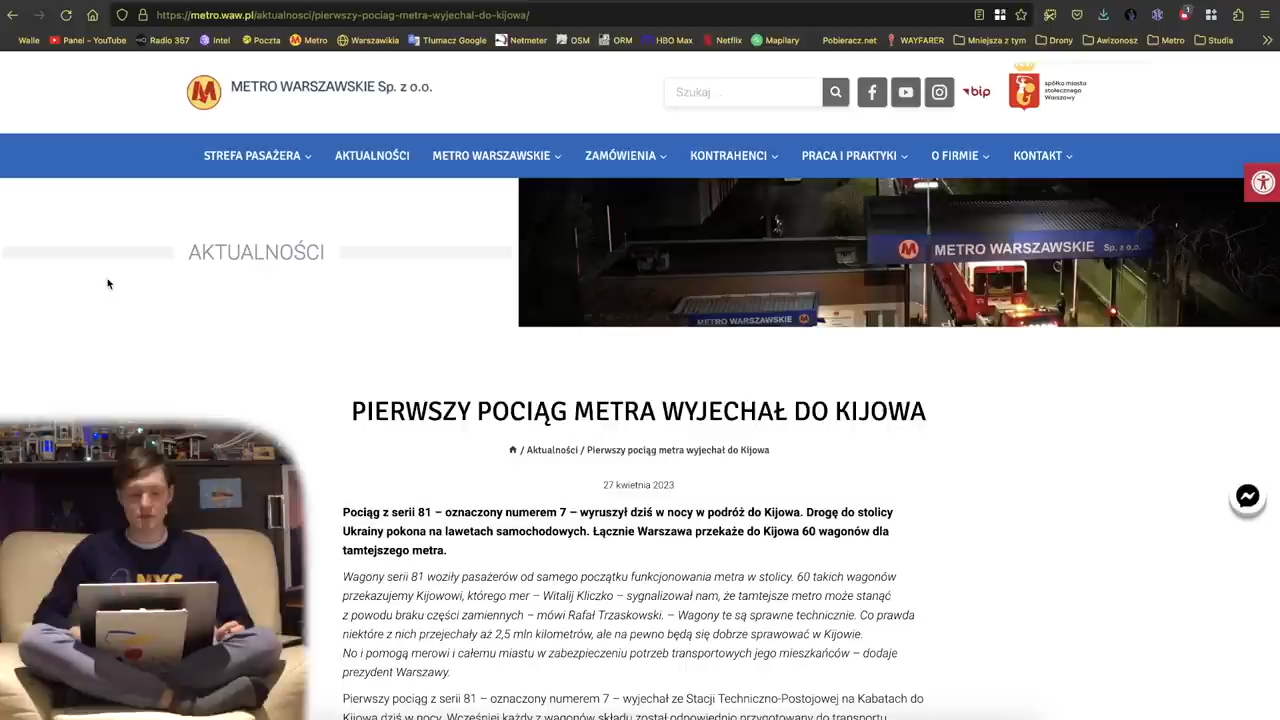 https://metro.waw.pl/aktualnosci/pierwszy-pociag-metra-wyjechal-do-kijowa/
Walle Panel - YouTube Radio 357 Intel Poczta Metro Warszawikia Tłumacz Google Netmeter OSM ORM HBO Max Netflix Mapilary Pobieracz.net WAYFARER Mniejsza z tym Drony Awizonosz Metro Studia
METRO WARSZAWSKIE Sp. z o.o.
Szukaj ...
bip
spółka miasta
stołecznego
Warszawy
STREFA PASAŻERA AKTUALNOŚCI METRO WARSZAWSKIE ZAMÓWIENIA KONTRAHENCI PRACA I PRAKTYKI O FIRMIE KONTAKT
AKTUALNOŚCI
METRO WARSZAWSKIE Sp. z o.o.
METRO WARSZAWSKIE
PIERWSZY POCIĄG METRA WYJECHAŁ DO KIJOWA
/ Aktualności / Pierwszy pociąg metra wyjechał do Kijowa
27 kwietnia 2023
Pociąg z serii 81 – oznaczony numerem 7 – wyruszył dziś w nocy w podróż do Kijowa. Drogę do stolicy
Ukrainy pokona na lawetach samochodowych. Łącznie Warszawa przekaże do Kijowa 60 wagonów dla
tamtejszego metra.
Wagony serii 81 woziły pasażerów od samego początku funkcjonowania metra w stolicy. 60 takich wagonów
przekazujemy Kijowowi, którego mer – Witalij Kliczko – sygnalizował nam, że tamtejsze metro może stanąć
z powodu braku części zamiennych – mówi Rafał Trzaskowski. – Wagony te są sprawne technicznie. Co prawda
niektóre z nich przejechały aż 2,5 mln kilometrów, ale na pewno będą się dobrze sprawować w Kijowie.
No i pomogą merowi i całemu miastu w zabezpieczeniu potrzeb transportowych jego mieszkańców – dodaje
prezydent Warszawy.
Pierwszy pociąg z serii 81 – oznaczony numerem 7 – wyjechał ze Stacji Techniczno-Postojowej na Kabatach do
Kijowa dziś w nocy. Wcześniej każdy z wagonów składu został odpowiednio przygotowany do transportu.
NYC